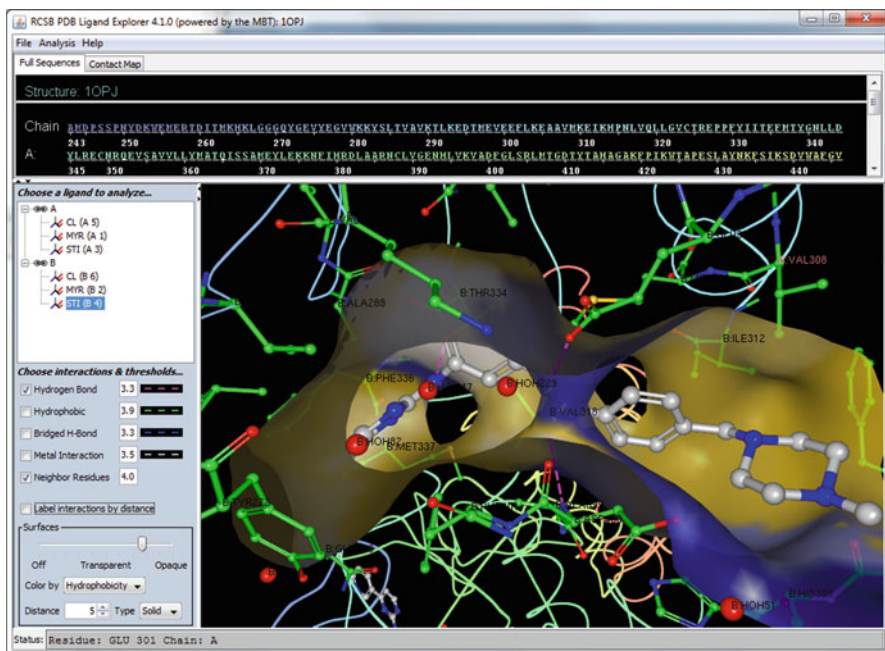 RCSB PDB Ligand Explorer 4.1.0 (powered by the MBT): 1OPJ
File Analysis Help
Full Sequences Contact Map
Structure: 1OPJ
Chain AMDPSSPNYDKWEMERTDITMKHKLGGGQYGEVYEGVWKKYSLTVAVKTLKEDTMEVEEFLKEAAVMKEIKHPNLVQLLGVCTREPPFYIITEFMTYGNLLD
243 250 260 270 280 290 300 310 320 330 340
A: YLRECNRQEVSAVVLLYMATQISSAMEYLEKKNFIHRDLAARNCLVGENHLVKVADFGLSRLMTGDTYTAHAGAKFPIKWTAPESLAYNKFSIKSDVWAFGV
345 350 360 370 380 390 400 410 420 430 440
Choose a ligand to analyze...
A
CL (A 5)
MYR (A 1)
STI (A 3)
B
CL (B 6)
MYR (B 2)
STI (B 4)
Choose interactions & thresholds...
Hydrogen Bond 3.3
Hydrophobic 3.9
Bridged H-Bond 3.3
Metal Interaction 3.5
Neighbor Residues 4.0
Label interactions by distance
Surfaces
Off Transparent Opaque
Color by Hydrophobicity
Distance 5 Type Solid
B:VAL308
B:THR334
B:ALA288
B:ILE312
B:PHE336
B:HOH229
B:VAL318
B:HOH82
B:MET337
B:HOH51
Status: Residue: GLU 301 Chain: A